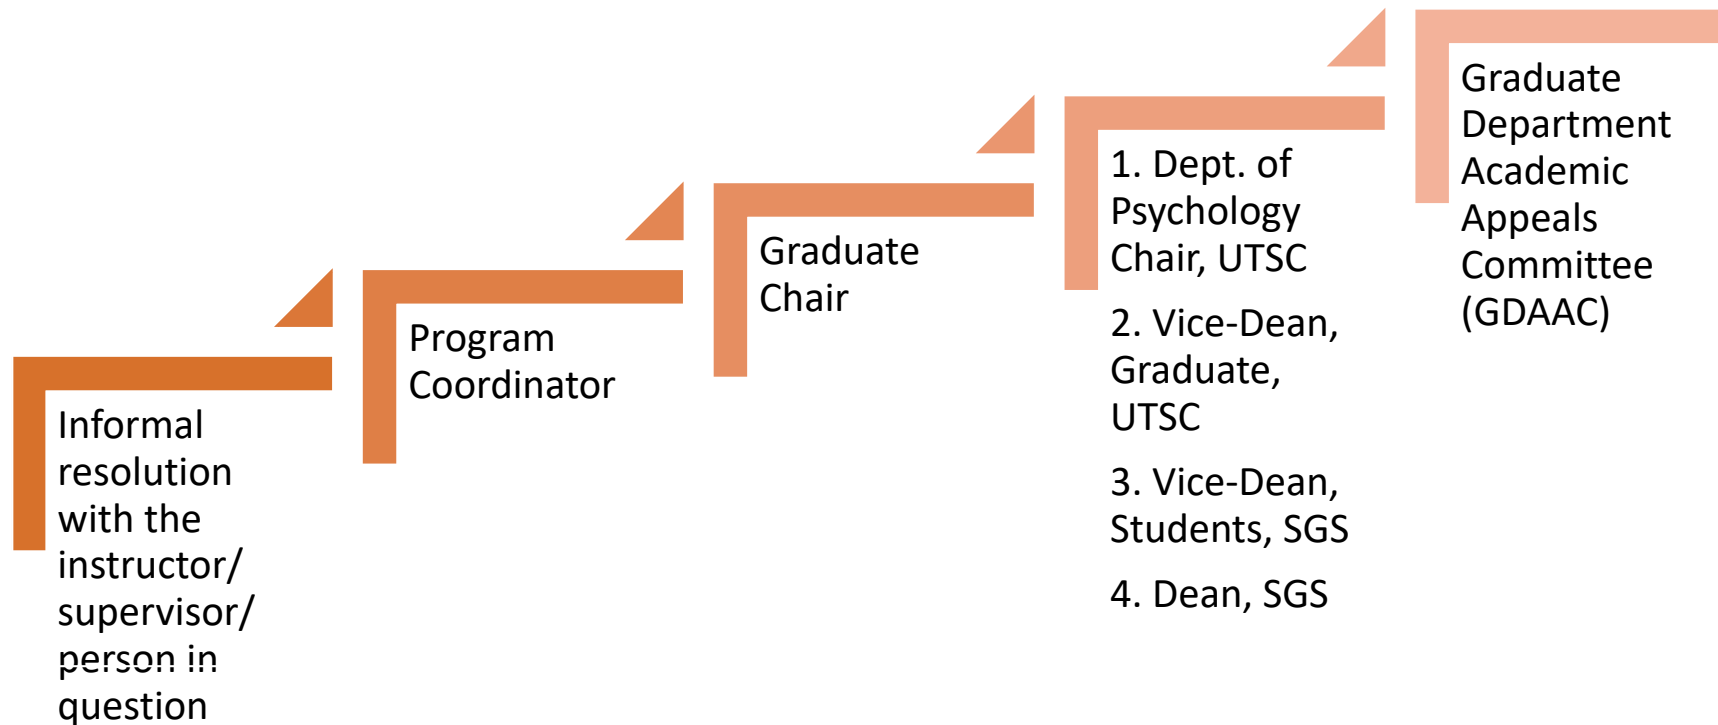 Informal
resolution
with the
instructor/
supervisor/
person in
question
Program
Coordinator
Graduate
Chair
1. Dept. of
Psychology
Chair, UTSC
2. Vice-Dean,
Graduate,
UTSC
3. Vice-Dean,
Students, SGS
4. Dean, SGS
Graduate
Department
Academic
Appeals
Committee
(GDAAC)